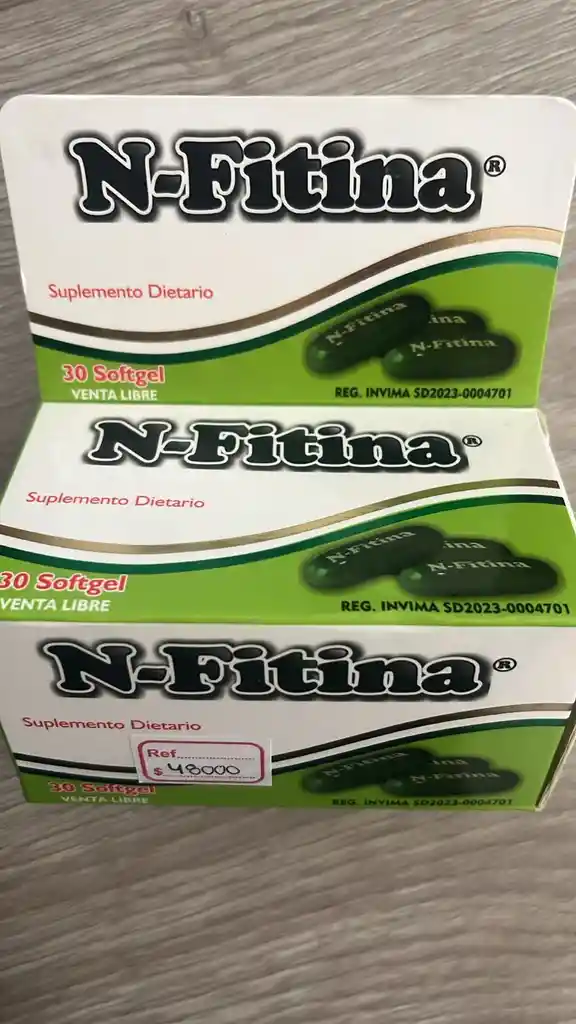 N-Fitina®
Suplemento Dietario
N-Fitina
ina
N-Fitina
30 Softgel
VENTA LIBRE
REG. INVIMA SD2023-0004701
N-Fitina®
Suplemento Dietario
N-Fitina
ina
N-Fitina
30 Softgel
VENTA LIBRE
REG. INVIMA SD2023-0004701
N-Fitina®
Suplemento Dietario
Ref
$ 48000
N-Fitina
N-Fitina
30 Softgel
VENTA LIBRE
REG. INVIMA SD2023-0004701